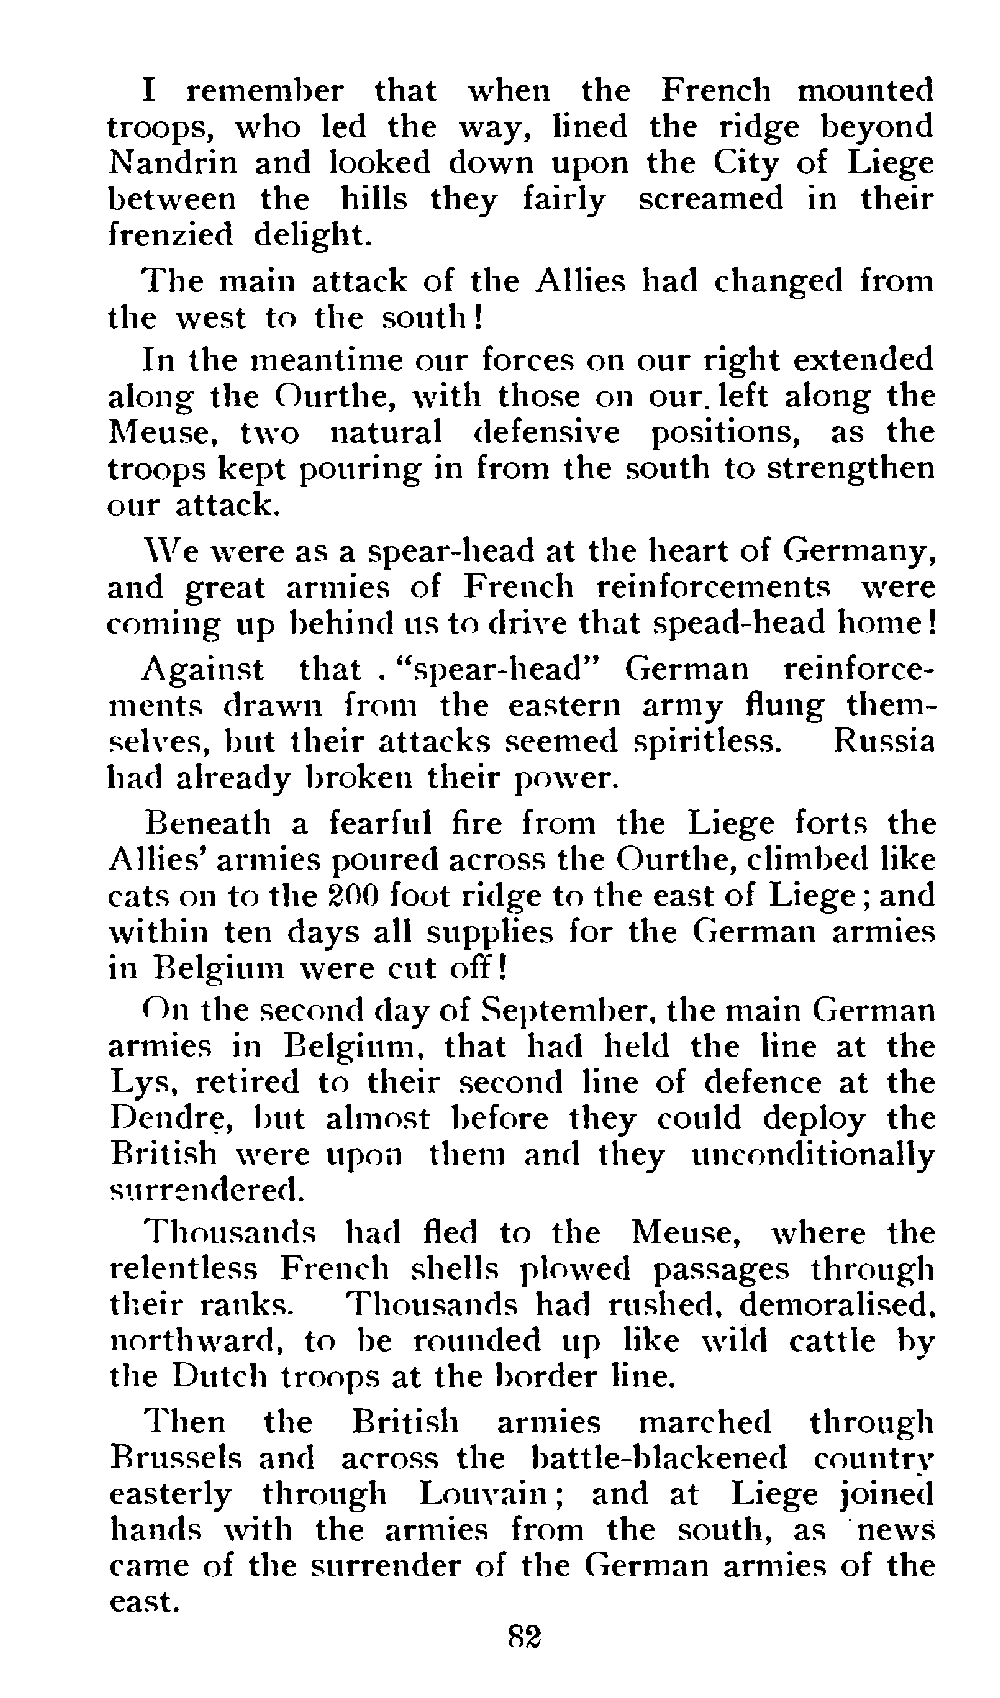 I remember that when the French mounted
troops, who led the way, lined the ridge beyond
Nandrin and looked down upon the City of Liege
between the hills they fairly screamed in their
frenzied delight.
The main attack of the Allies had changed from
the west to the south!
In the meantime our forces on our right extended
along the Ourthe, with those on our. left along the
Meuse, two natural defensive positions, as the
troops kept pouring in from the south to strengthen
our attack.
We were as a spear-head at the heart of Germany,
and great armies of French reinforcements were
coming up behind us to drive that spead-head home!
Against that . "spear-head" German reinforce-
ments drawn from the eastern army flung them-
selves, but their attacks seemed spiritless. Russia
had already broken their power.
Beneath a fearful fire from the Liege forts the
Allies' armies poured across the Ourthe, climbed like
cats on to the 200 foot ridge to the east of Liege; and
within ten days all supplies for the German armies
in Belgium were cut off!
On the second day of September, the main German
armies in Belgium, that had held the line at the
Lys, retired to their second line of defence at the
Dendre, but almost before they could deploy the
British were upon them and they unconditionally
surrendered.
Thousands had fled to the Meuse, where the
relentless French shells plowed passages through
their ranks. Thousands had rushed, demoralised,
northward, to be rounded up like wild cattle by
the Dutch troops at the border line.
Then the British armies marched through
Brussels and across the battle-blackened country
easterly through Louvain; and at Liege joined
hands with the armies from the south, as news
came of the surrender of the German armies of the
east.
82